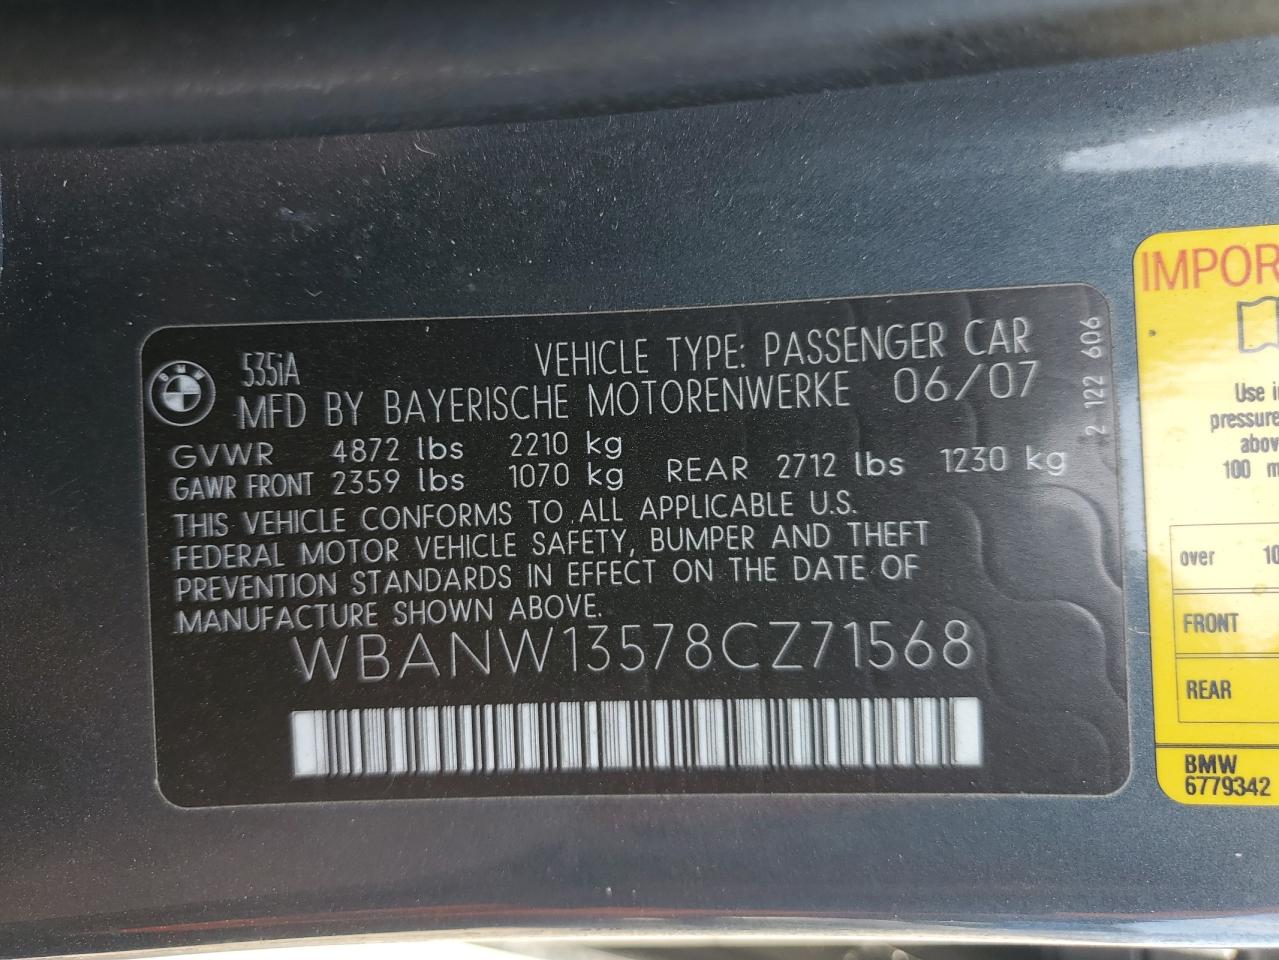 535iA
VEHICLE TYPE: PASSENGER CAR
MFD BY BAYERISCHE MOTORENWERKE 06/07
GVWR 4872 lbs 2210 kg
GAWR FRONT 2359 lbs 1070 kg REAR 2712 lbs 1230 kg
THIS VEHICLE CONFORMS TO ALL APPLICABLE U.S.
FEDERAL MOTOR VEHICLE SAFETY, BUMPER AND THEFT
PREVENTION STANDARDS IN EFFECT ON THE DATE OF
MANUFACTURE SHOWN ABOVE.
WBANW13578CZ71568
2 122 606
IMPOR
Use
pressure
abov
100 m
over 10
FRONT
REAR
BMW
6779342